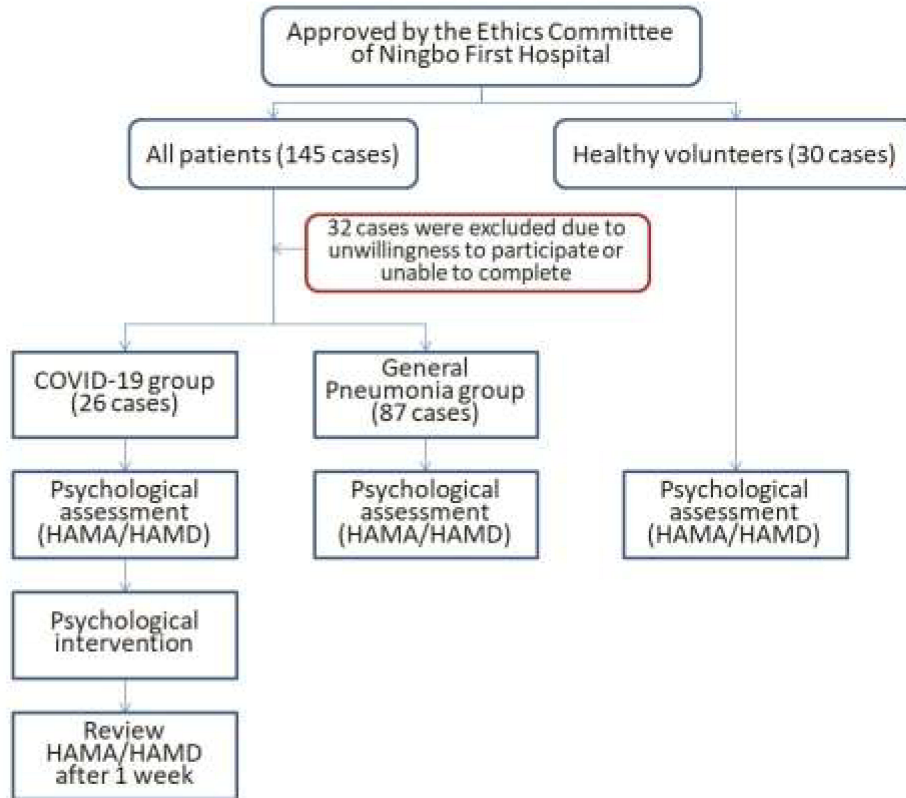 Approved by the Ethics Committee
of Ningbo First Hospital
All patients (145 cases)
Healthy volunteers (30 cases)
32 cases were excluded due to
unwillingness to participate or
unable to complete
COVID-19 group
(26 cases)
General
Pneumonia group
(87 cases)
Psychological
assessment
(HAMA/HAMD)
Psychological
assessment
(HAMA/HAMD)
Psychological
assessment
(HAMA/HAMD)
Psychological
intervention
Review
HAMA/HAMD
after 1 week